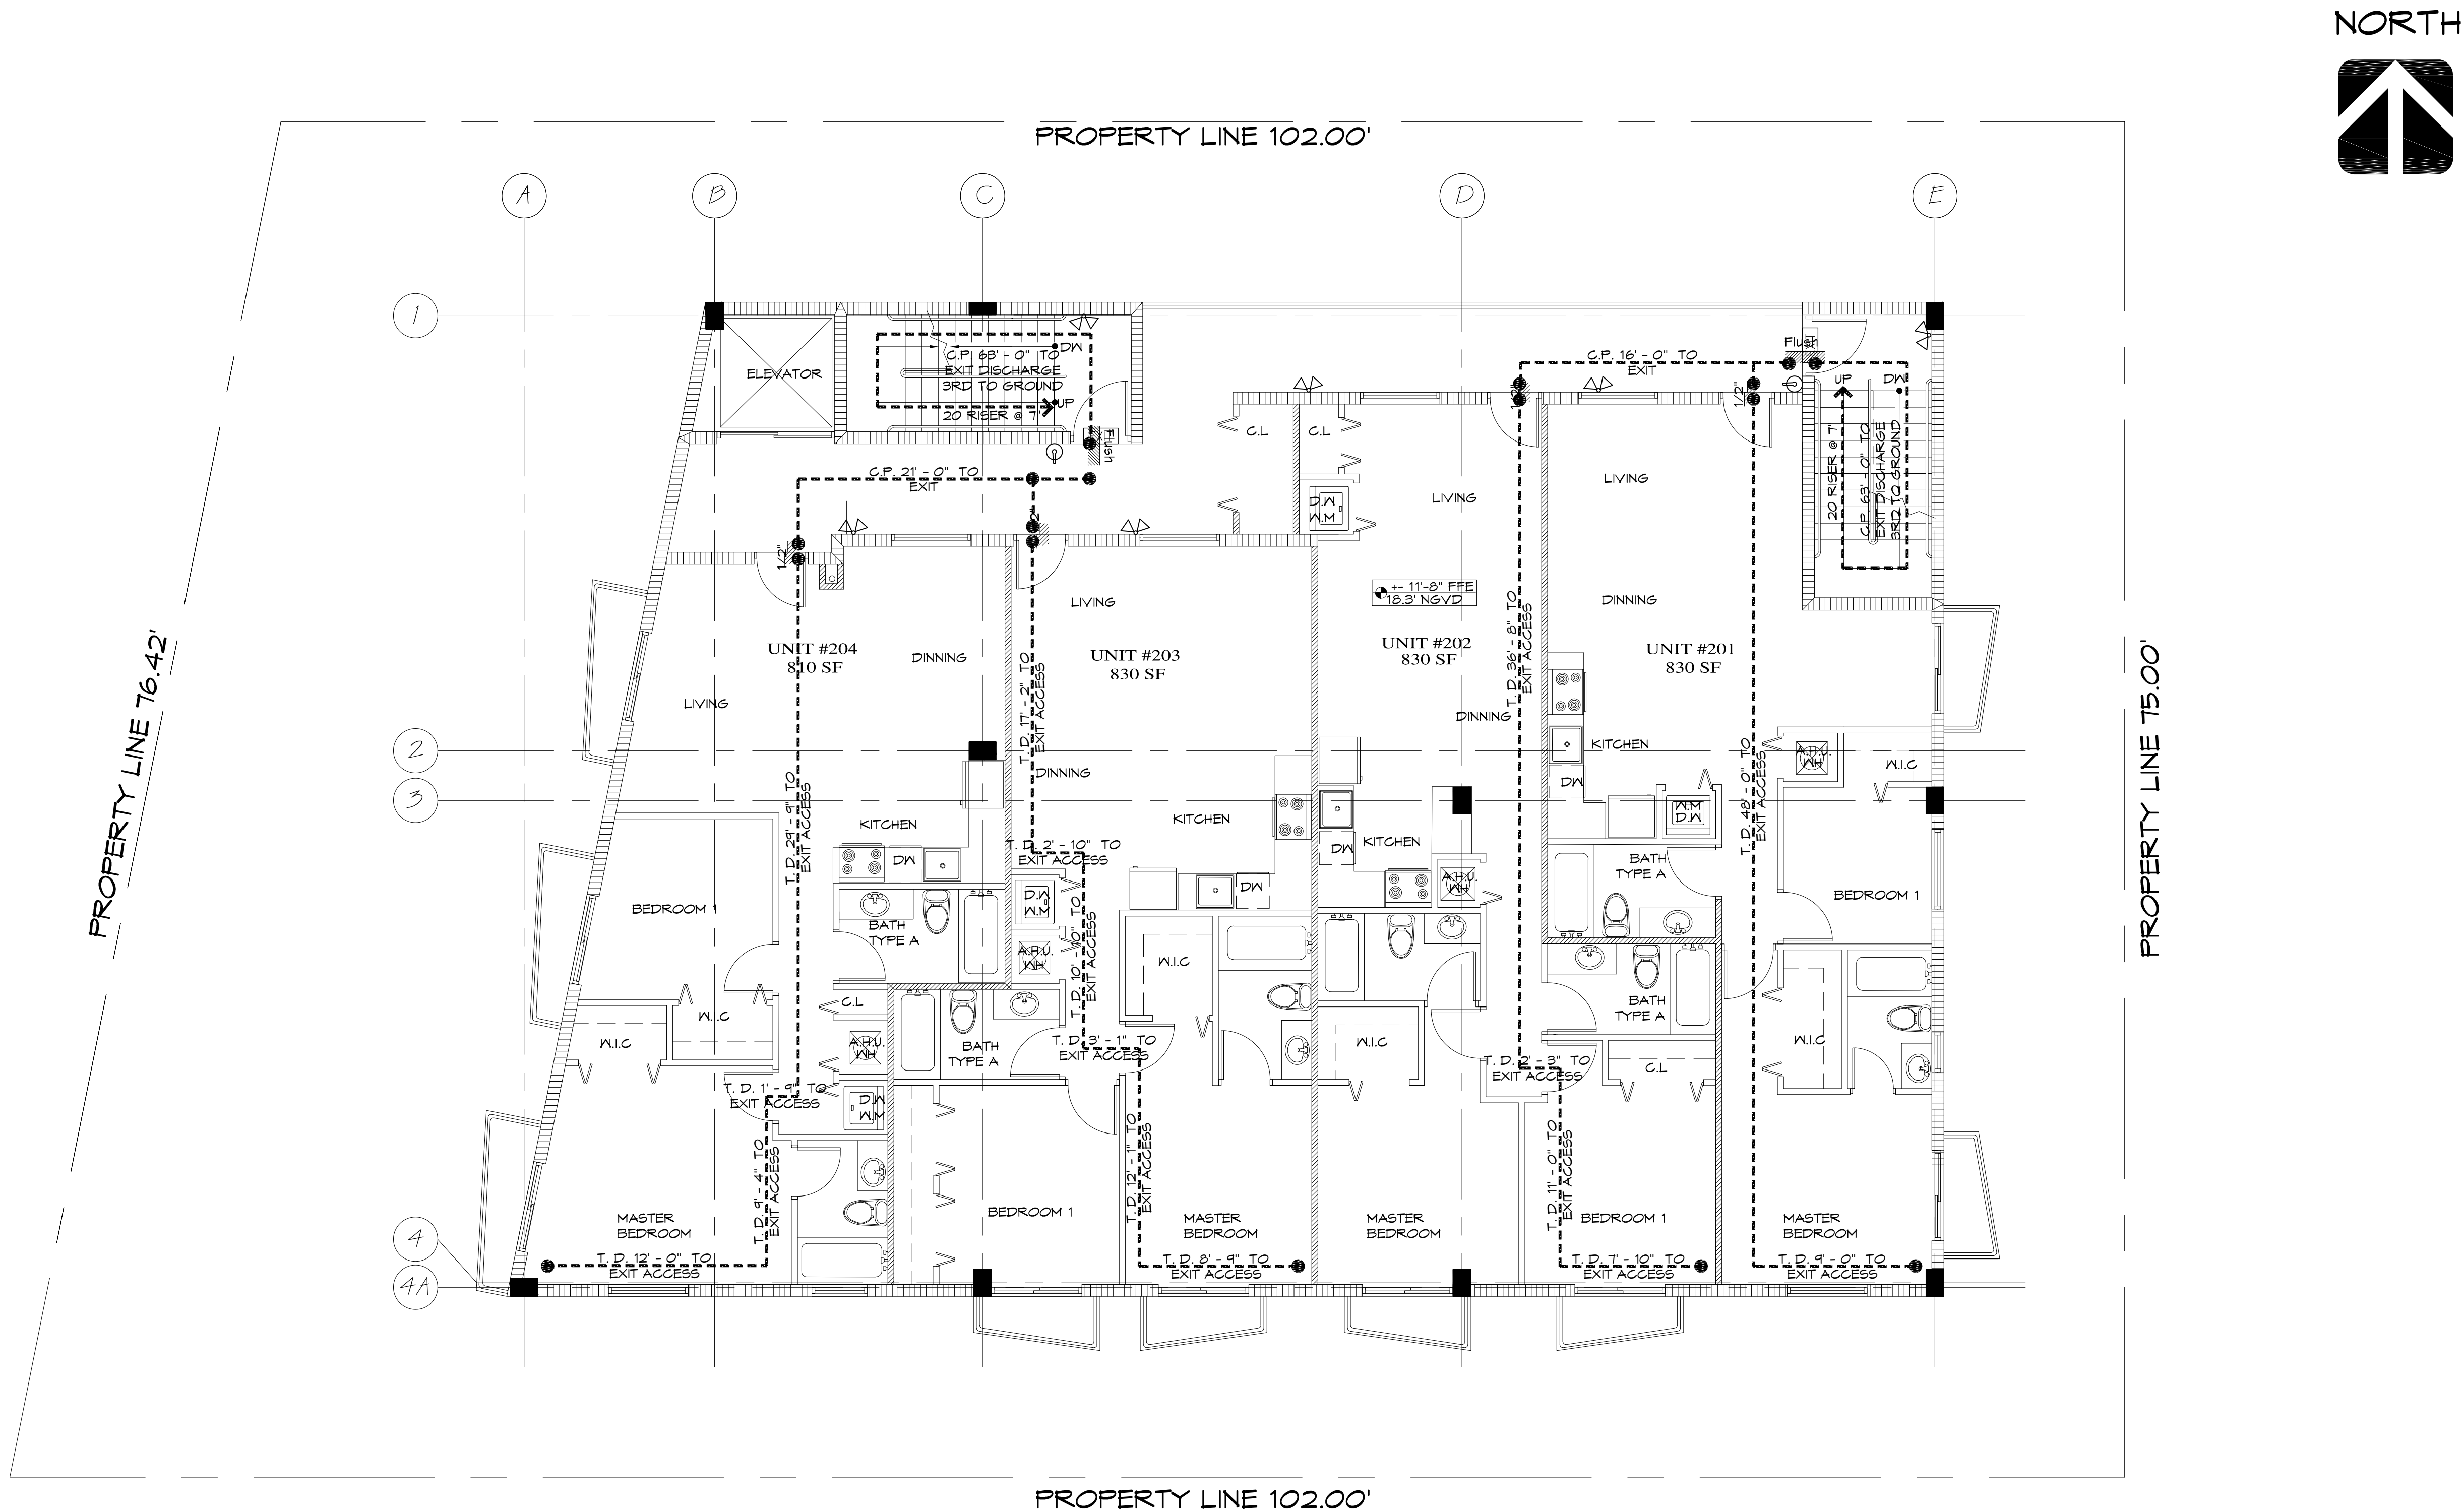 NORTH
PROPERTY LINE 102.00'
A
B
C
D
E
1
C.P. 63' - 0" TO
EXIT DISCHARGE
3RD TO GROUND
20 RISER @ 7"
DW
UP
ELEVATOR
Flush
C.P. 16' - 0" TO
EXIT
Flush
UP
DW
20 RISER @ 7"
C.P. 63' - 0" TO
EXIT DISCHARGE
3RD TO GROUND
1/2"
1/2"
C.L
C.L
C.P. 21' - 0" TO
EXIT
1/2"
LIVING
LIVING
D.W
W.M
+- 11'-8" FFE
18.3' NGVD
LIVING
DINNING
UNIT #204
810 SF
DINNING
UNIT #203
830 SF
UNIT #202
830 SF
UNIT #201
830 SF
LIVING
T. D. 17' - 2" TO
EXIT ACCESS
T. D. 36' - 8" TO
EXIT ACCESS
DINNING
PROPERTY LINE 76.42'
PROPERTY LINE 75.00'
2
DINNING
KITCHEN
DW
A.H.U.
WH
W.I.C
3
T. D. 29' - 9" TO
EXIT ACCESS
T. D. 48' - 0" TO
EXIT ACCESS
W.M
D.W
KITCHEN
KITCHEN
KITCHEN
DW
T. D. 2' - 10" TO
EXIT ACCESS
DW
DW
A.H.U.
WH
BATH
TYPE A
BEDROOM 1
BEDROOM 1
D.W
W.M
BATH
TYPE A
T. D. 10' - 10" TO
EXIT ACCESS
A.H.U.
WH
W.I.C
C.L
BATH
TYPE A
W.I.C
W.I.C
A.H.U.
WH
BATH
TYPE A
T. D. 3' - 1" TO
EXIT ACCESS
W.I.C
T. D. 2' - 3" TO
EXIT ACCESS
C.L
W.I.C
T. D. 1' - 9" TO
EXIT ACCESS
D.W
W.M
T. D. 9' - 4" TO
EXIT ACCESS
T. D. 12' - 1" TO
EXIT ACCESS
T. D. 11' - 0" TO
EXIT ACCESS
MASTER
BEDROOM
BEDROOM 1
MASTER
BEDROOM
MASTER
BEDROOM
BEDROOM 1
MASTER
BEDROOM
4
T. D. 12' - 0" TO
EXIT ACCESS
T. D. 8' - 9" TO
EXIT ACCESS
T. D. 7' - 10" TO
EXIT ACCESS
T. D. 9' - 0" TO
EXIT ACCESS
4A
PROPERTY LINE 102.00'